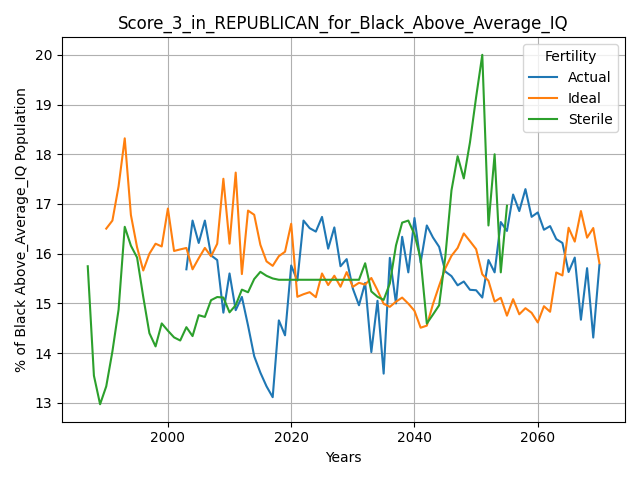 Score_3_in_REPUBLICAN_for_Black_Above_Average_IQ
% of Black Above_Average_IQ Population
20
19
18
17
16
15
14
13
Fertility
Actual
Ideal
Sterile
2000
2020
2040
2060
Years